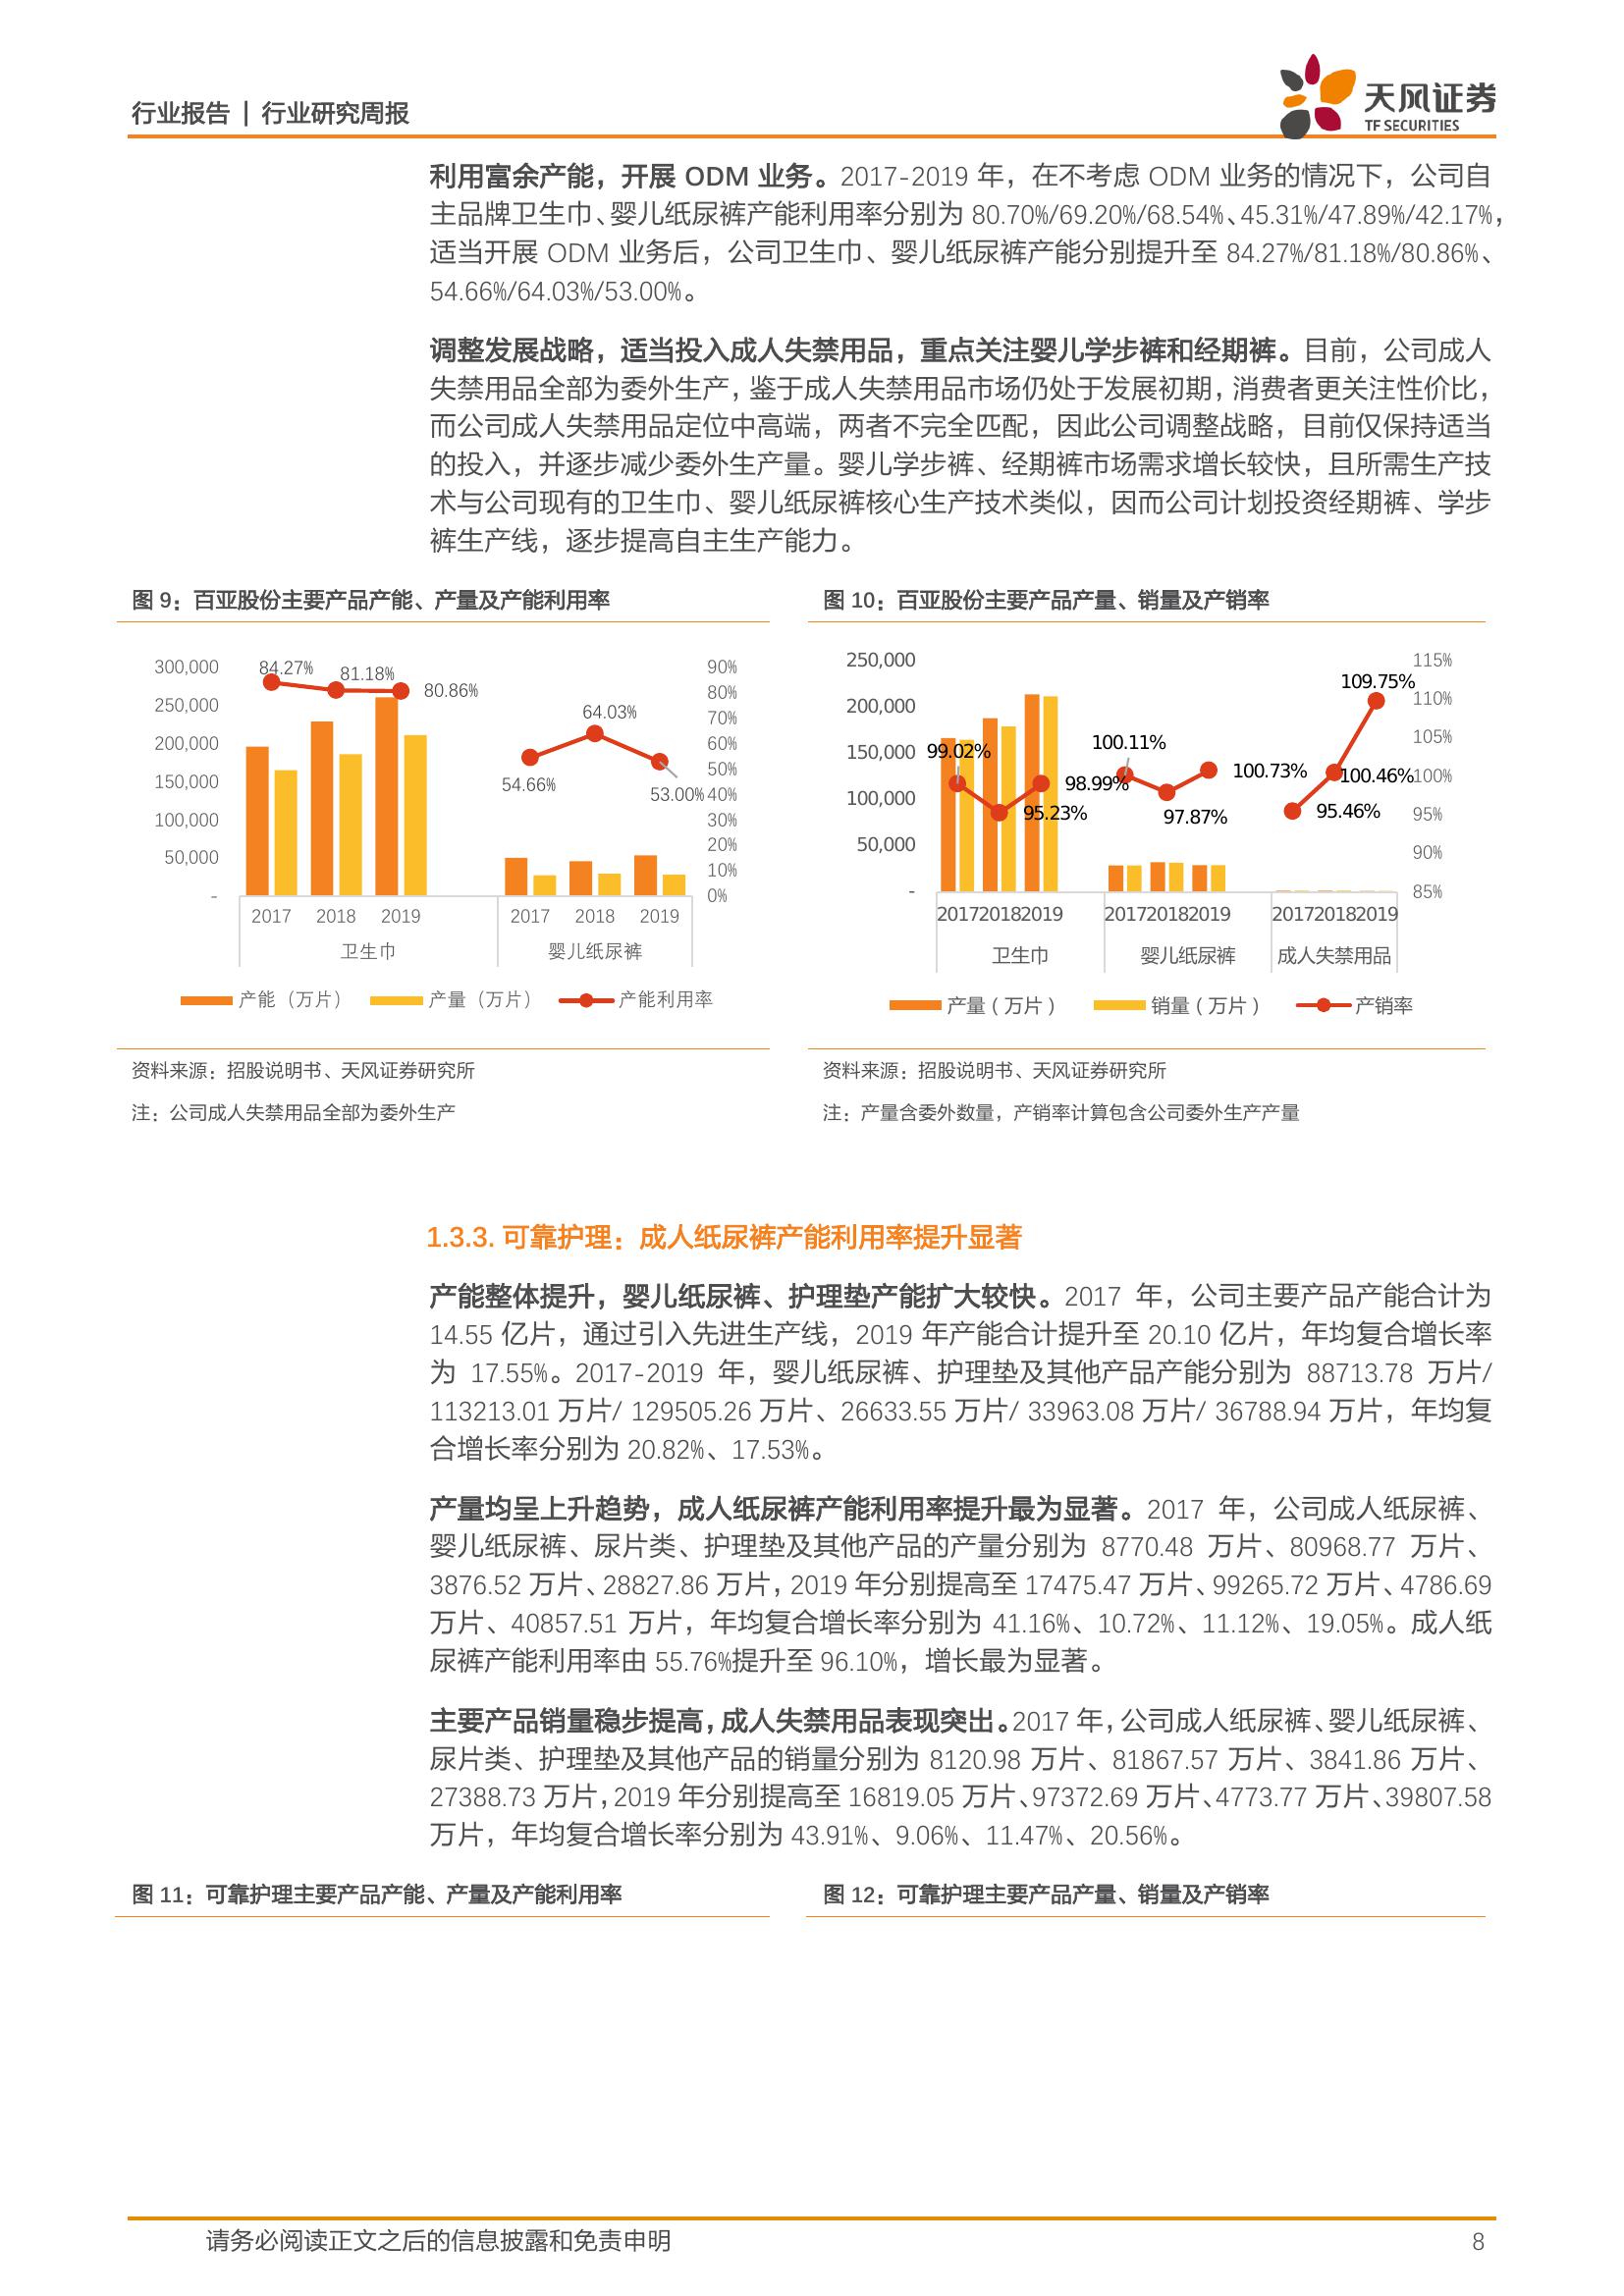 行业报告 | 行业研究周报
天风证券
TF SECURITIES
利用富余产能，开展 ODM 业务。2017-2019 年，在不考虑 ODM 业务的情况下，公司自
主品牌卫生巾、婴儿纸尿裤产能利用率分别为 80.70%/69.20%/68.54%、45.31%/47.89%/42.17%，
适当开展 ODM 业务后，公司卫生巾、婴儿纸尿裤产能分别提升至 84.27%/81.18%/80.86%、
54.66%/64.03%/53.00%。
调整发展战略，适当投入成人失禁用品，重点关注婴儿学步裤和经期裤。目前，公司成人
失禁用品全部为委外生产，鉴于成人失禁用品市场仍处于发展初期，消费者更关注性价比，
而公司成人失禁用品定位中高端，两者不完全匹配，因此公司调整战略，目前仅保持适当
的投入，并逐步减少委外生产量。婴儿学步裤、经期裤市场需求增长较快，且所需生产技
术与公司现有的卫生巾、婴儿纸尿裤核心生产技术类似，因而公司计划投资经期裤、学步
裤生产线，逐步提高自主生产能力。
图 9：百亚股份主要产品产能、产量及产能利用率
300,000
250,000
200,000
150,000
100,000
50,000
-
84.27%
81.18%
80.86%
54.66%
64.03%
53.00%
90%
80%
70%
60%
50%
40%
30%
20%
10%
0%
2017 2018 2019 2017 2018 2019
卫生巾 婴儿纸尿裤
产能（万片） 产量（万片） 产能利用率
资料来源：招股说明书、天风证券研究所
注：公司成人失禁用品全部为委外生产
图 10：百亚股份主要产品产量、销量及产销率
250,000
200,000
150,000
100,000
50,000
-
99.02%
95.23%
98.99%
100.11%
97.87%
100.73%
95.46%
100.46%
109.75%
115%
110%
105%
100%
95%
90%
85%
2017 2018 2019 2017 2018 2019 2017 2018 2019
卫生巾 婴儿纸尿裤 成人失禁用品
产量（万片） 销量（万片） 产销率
资料来源：招股说明书、天风证券研究所
注：产量含委外数量，产销率计算包含公司委外生产产量
1.3.3. 可靠护理：成人纸尿裤产能利用率提升显著
产能整体提升，婴儿纸尿裤、护理垫产能扩大较快。2017 年，公司主要产品产能合计为
14.55 亿片，通过引入先进生产线，2019 年产能合计提升至 20.10 亿片，年均复合增长率
为 17.55%。2017-2019 年，婴儿纸尿裤、护理垫及其他产品产能分别为 88713.78 万片/
113213.01 万片/ 129505.26 万片、26633.55 万片/ 33963.08 万片/ 36788.94 万片，年均复
合增长率分别为 20.82%、17.53%。
产量均呈上升趋势，成人纸尿裤产能利用率提升最为显著。2017 年，公司成人纸尿裤、
婴儿纸尿裤、尿片类、护理垫及其他产品的产量分别为 8770.48 万片、80968.77 万片、
3876.52 万片、28827.86 万片，2019 年分别提高至 17475.47 万片、99265.72 万片、4786.69
万片、40857.51 万片，年均复合增长率分别为 41.16%、10.72%、11.12%、19.05%。成人纸
尿裤产能利用率由 55.76%提升至 96.10%，增长最为显著。
主要产品销量稳步提高，成人失禁用品表现突出。2017 年，公司成人纸尿裤、婴儿纸尿裤、
尿片类、护理垫及其他产品的销量分别为 8120.98 万片、81867.57 万片、3841.86 万片、
27388.73 万片，2019 年分别提高至 16819.05 万片、97372.69 万片、4773.77 万片、39807.58
万片，年均复合增长率分别为 43.91%、9.06%、11.47%、20.56%。
图 11：可靠护理主要产品产能、产量及产能利用率
图 12：可靠护理主要产品产量、销量及产销率
请务必阅读正文之后的信息披露和免责申明
8